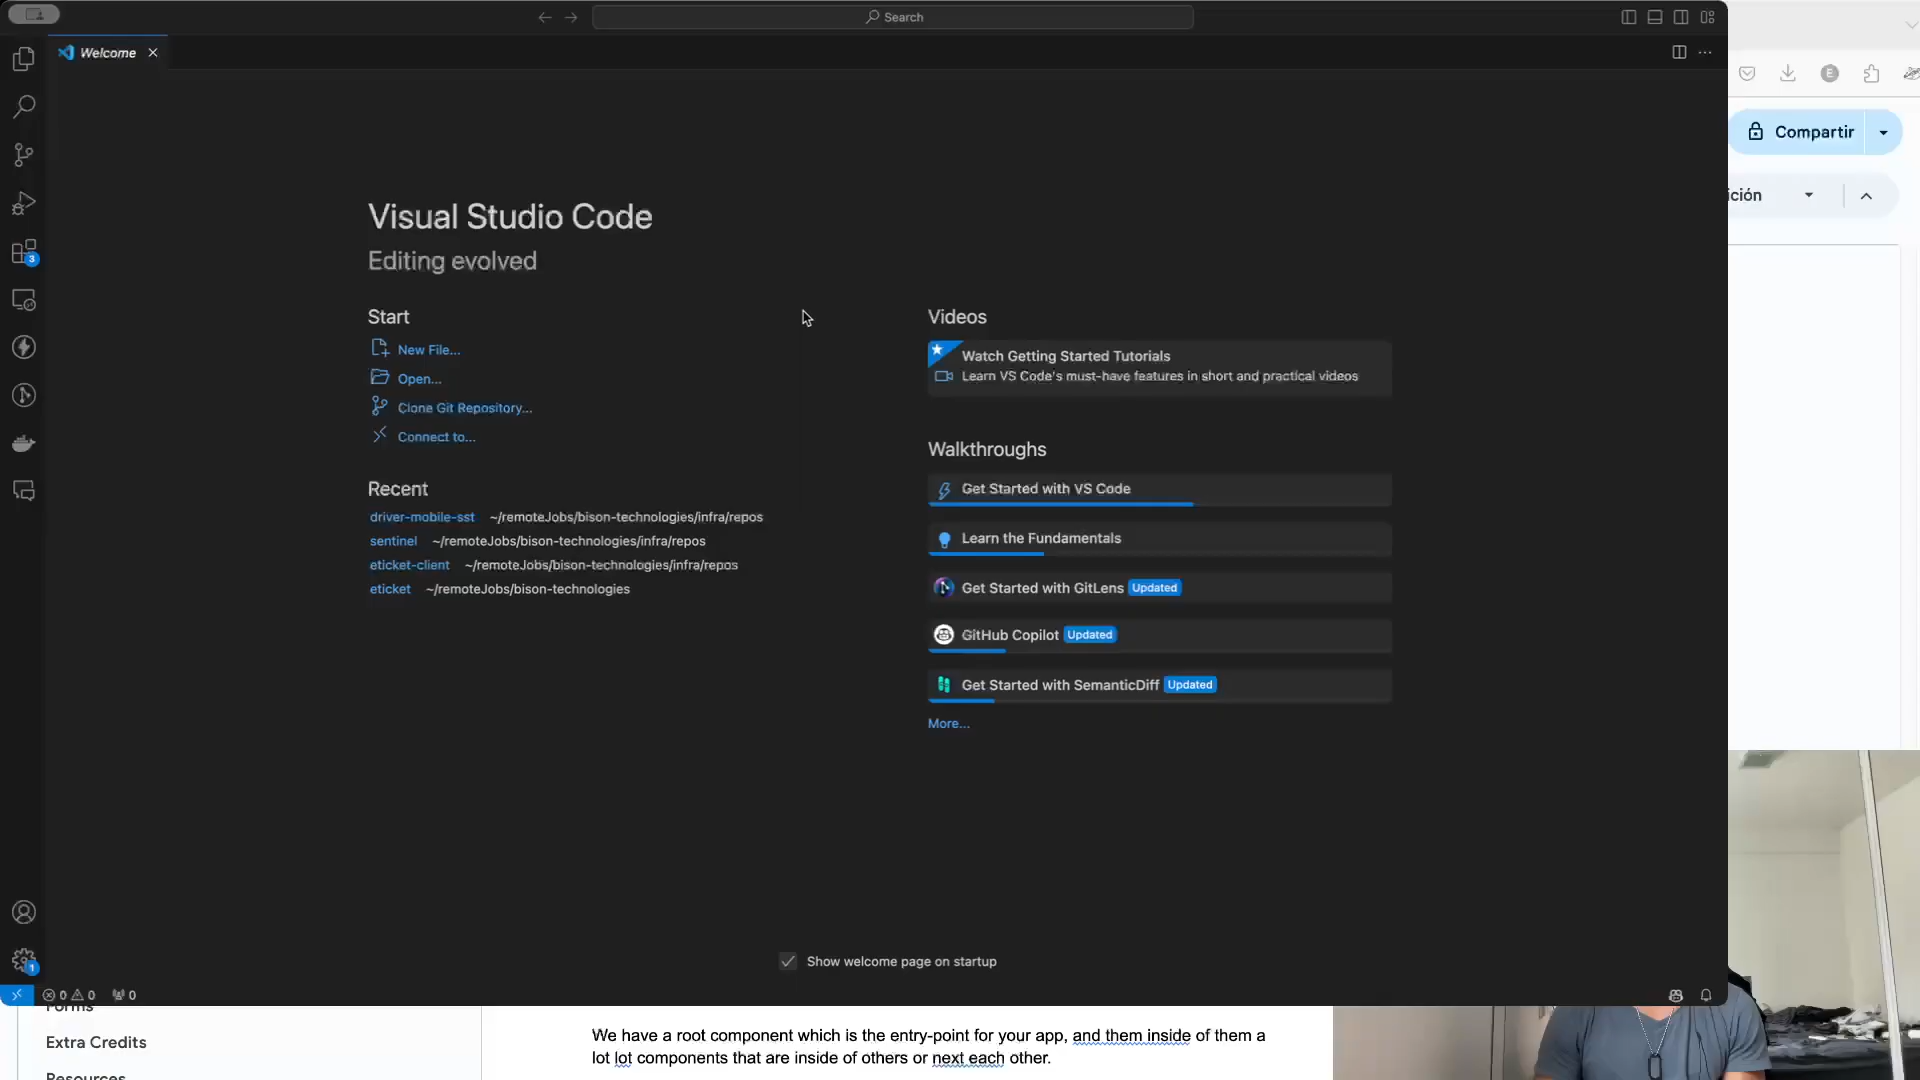 Search
Welcome
Compartir
ición
Visual Studio Code
Editing evolved
Start
New File...
Open...
Clone Git Repository...
Connect to...
Recent
driver-mobile-sst ~/remoteJobs/bison-technologies/infra/repos
sentinel ~/remoteJobs/bison-technologies/infra/repos
eticket-client ~/remoteJobs/bison-technologies/infra/repos
eticket ~/remoteJobs/bison-technologies
Videos
Watch Getting Started Tutorials
Learn VS Code's must-have features in short and practical videos
Walkthroughs
Get Started with VS Code
Learn the Fundamentals
Get Started with GitLens Updated
GitHub Copilot Updated
Get Started with SemanticDiff Updated
More...
3
E
Show welcome page on startup
1
0 0 0
Forms
Extra Credits
Resources
We have a root component which is the entry-point for your app, and them inside of them a
lot lot components that are inside of others or next each other.